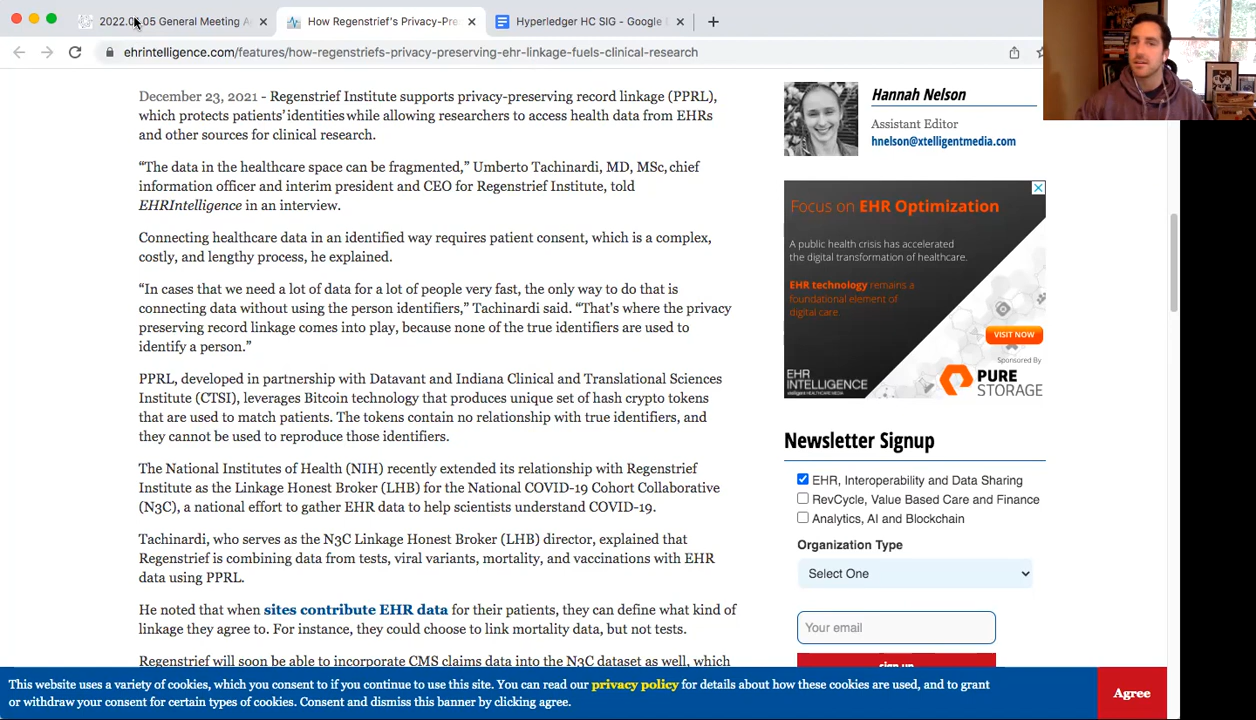 2022.0 05 General Meeting A
How Regenstrief's Privacy-Pre
Hyperledger HC SIG - Google D
ehrintelligence.com/features/how-regenstriefs-privacy-preserving-ehr-linkage-fuels-clinical-research
December 23, 2021 - Regenstrief Institute supports privacy-preserving record linkage (PPRL),
which protects patients' identities while allowing researchers to access health data from EHRs
and other sources for clinical research.
“The data in the healthcare space can be fragmented,” Umberto Tachinardi, MD, MSc, chief
information officer and interim president and CEO for Regenstrief Institute, told
EHRIntelligence in an interview.
Connecting healthcare data in an identified way requires patient consent, which is a complex,
costly, and lengthy process, he explained.
“In cases that we need a lot of data for a lot of people very fast, the only way to do that is
connecting data without using the person identifiers,” Tachinardi said. “That’s where the privacy
preserving record linkage comes into play, because none of the true identifiers are used to
identify a person.”
PPRL, developed in partnership with Datavant and Indiana Clinical and Translational Sciences
Institute (CTSI), leverages Bitcoin technology that produces unique set of hash crypto tokens
that are used to match patients. The tokens contain no relationship with true identifiers, and
they cannot be used to reproduce those identifiers.
The National Institutes of Health (NIH) recently extended its relationship with Regenstrief
Institute as the Linkage Honest Broker (LHB) for the National COVID-19 Cohort Collaborative
(N3C), a national effort to gather EHR data to help scientists understand COVID-19.
Tachinardi, who serves as the N3C Linkage Honest Broker (LHB) director, explained that
Regenstrief is combining data from tests, viral variants, mortality, and vaccinations with EHR
data using PPRL.
He noted that when sites contribute EHR data for their patients, they can define what kind of
linkage they agree to. For instance, they could choose to link mortality data, but not tests.
Regenstrief will soon be able to incorporate CMS claims data into the N3C dataset as well, which
Hannah Nelson
Assistant Editor
hnelson@xtelligentmedia.com
Focus on EHR Optimization
A public health crisis has accelerated
the digital transformation of healthcare.
EHR technology remains a
foundational element of
digital care.
VISIT NOW
Sponsored By
EHR
INTELLIGENCE
PURE
STORAGE
Newsletter Signup
EHR, Interoperability and Data Sharing
RevCycle, Value Based Care and Finance
Analytics, AI and Blockchain
Organization Type
Select One
Your email
sign up
This website uses a variety of cookies, which you consent to if you continue to use this site. You can read our privacy policy for details about how these cookies are used, and to grant
or withdraw your consent for certain types of cookies. Consent and dismiss this banner by clicking agree.
Agree